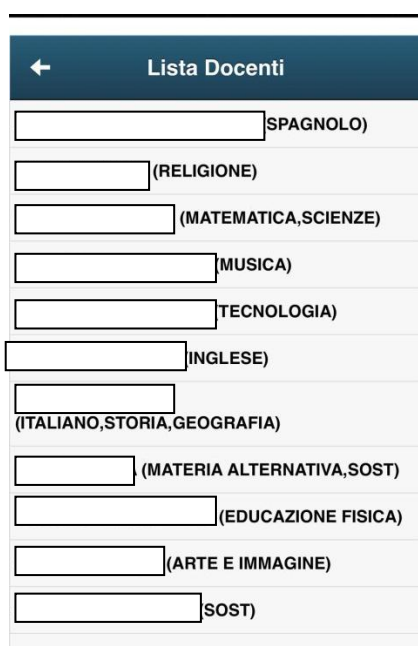 Lista Docenti
SPAGNOLO)
(RELIGIONE)
(MATEMATICA,SCIENZE)
(MUSICA)
(TECNOLOGIA)
(INGLESE)
(ITALIANO,STORIA,GEOGRAFIA)
(MATERIA ALTERNATIVA,SOST)
(EDUCAZIONE FISICA)
(ARTE E IMMAGINE)
(SOST)